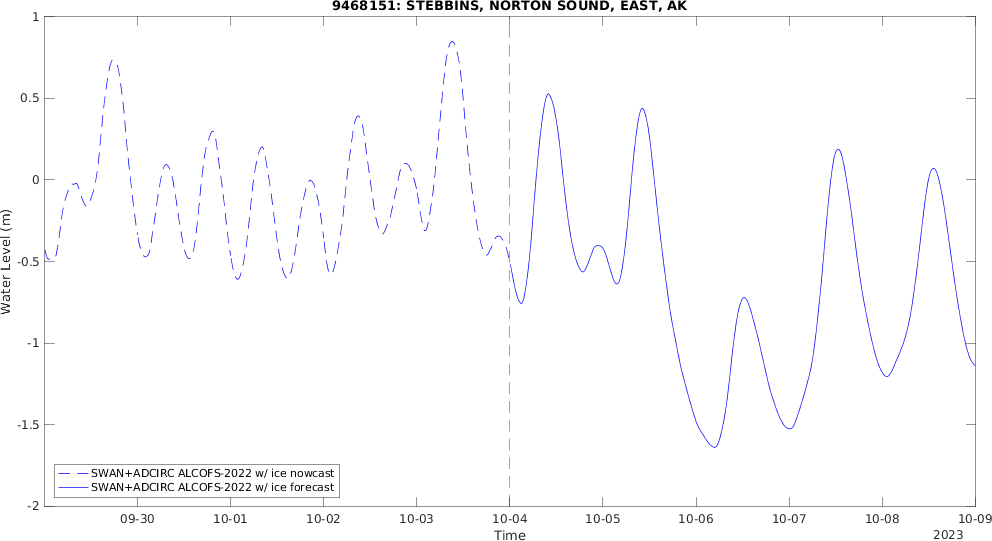 9468151: STEBBINS, NORTON SOUND, EAST, AK
1
0.5
0
-0.5
-1
-1.5
-2
Water Level (m)
SWAN+ADCIRC ALCOFS-2022 w/ ice nowcast
SWAN+ADCIRC ALCOFS-2022 w/ ice forecast
09-30 10-01 10-02 10-03 10-04 10-05 10-06 10-07 10-08 10-09
Time
2023